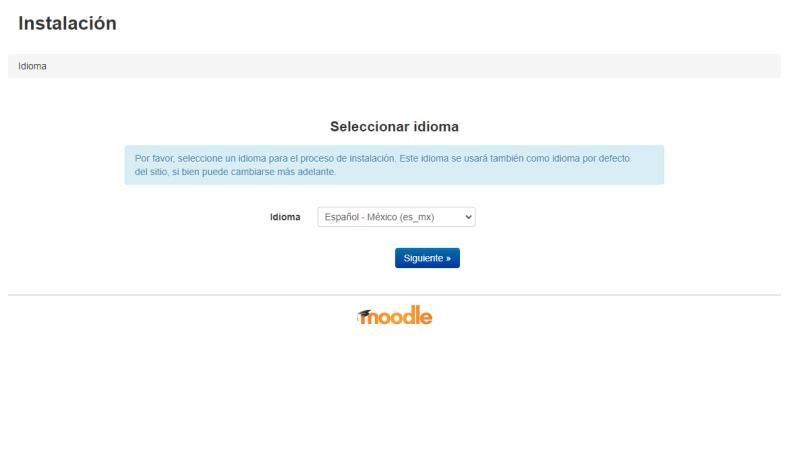 Instalación
Idioma
Seleccionar idioma
Por favor, seleccione un idioma para el proceso de instalación. Este idioma se usará también como idioma por defecto
del sitio, si bien puede cambiarse más adelante.
Idioma Español - México (es_mx)
Siguiente »
moodle